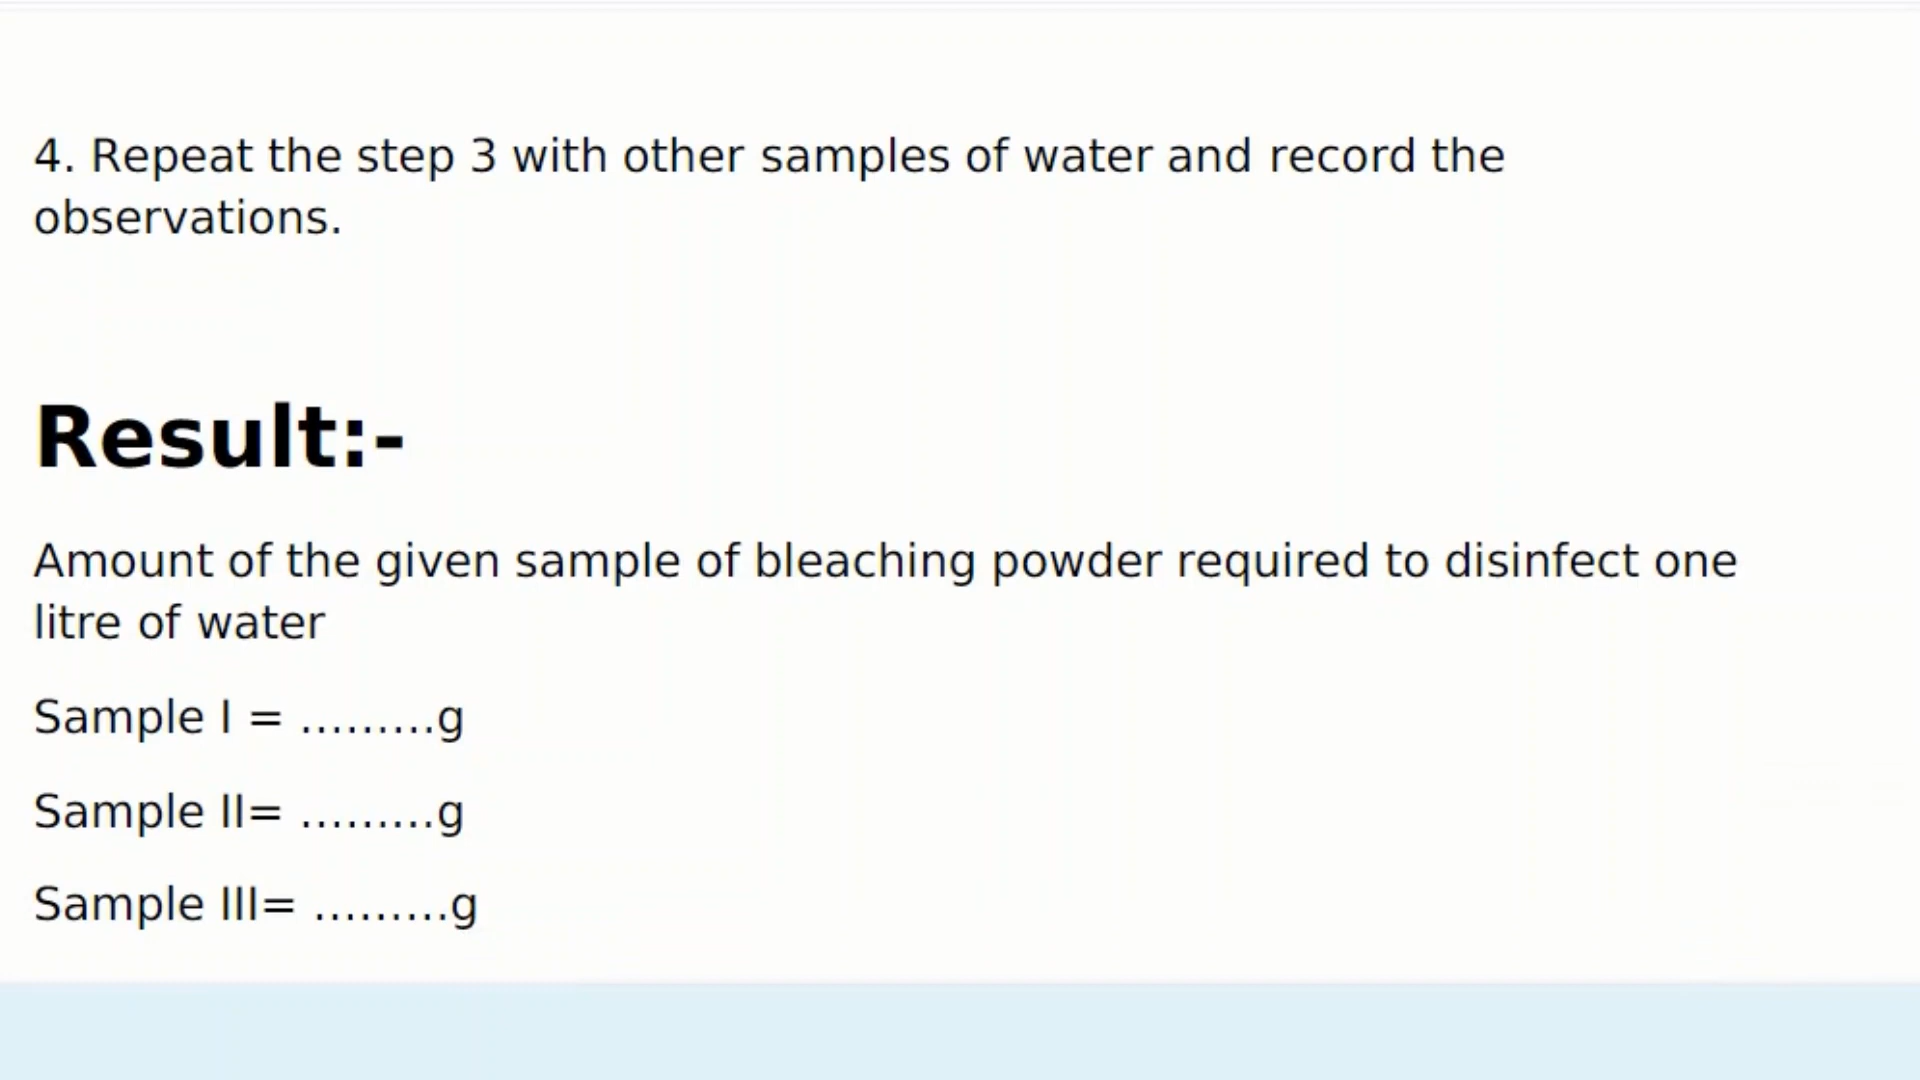 4. Repeat the step 3 with other samples of water and record the
observations.
Result:-
Amount of the given sample of bleaching powder required to disinfect one
litre of water
Sample I = .........g
Sample II= .........g
Sample III= .........g